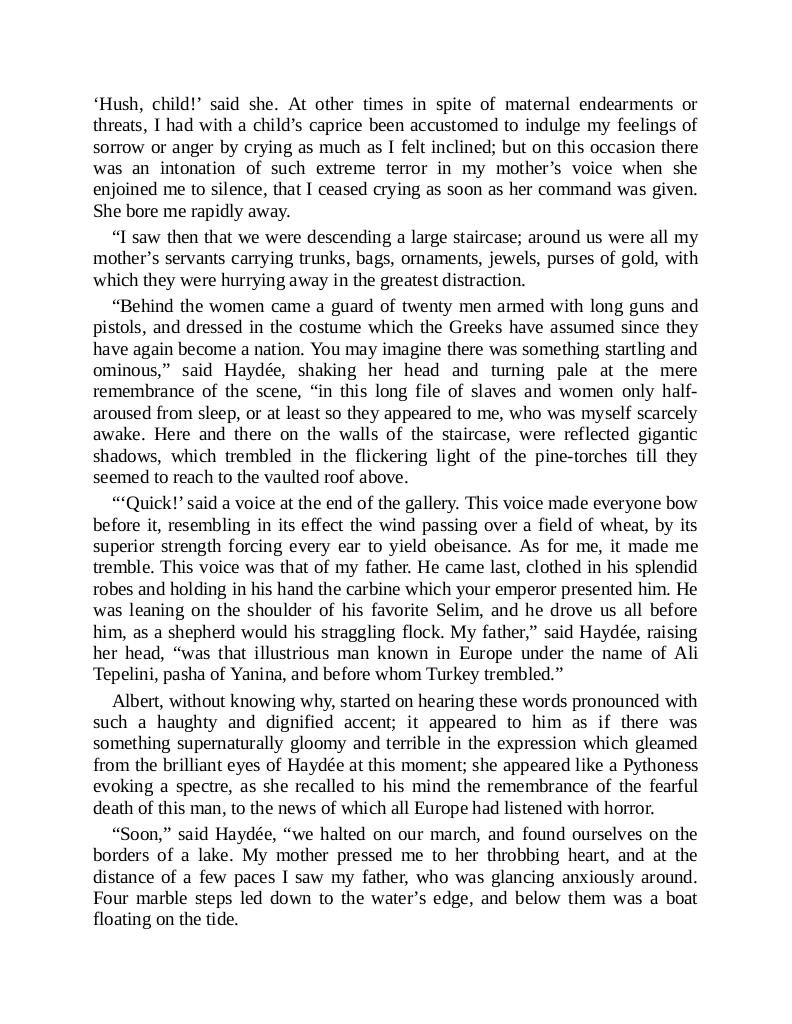 ‘Hush, child!’ said she. At other times in spite of maternal endearments or
threats, I had with a child’s caprice been accustomed to indulge my feelings of
sorrow or anger by crying as much as I felt inclined; but on this occasion there
was an intonation of such extreme terror in my mother’s voice when she
enjoined me to silence, that I ceased crying as soon as her command was given.
She bore me rapidly away.
“I saw then that we were descending a large staircase; around us were all my
mother’s servants carrying trunks, bags, ornaments, jewels, purses of gold, with
which they were hurrying away in the greatest distraction.
“Behind the women came a guard of twenty men armed with long guns and
pistols, and dressed in the costume which the Greeks have assumed since they
have again become a nation. You may imagine there was something startling and
ominous,” said Haydée, shaking her head and turning pale at the mere
remembrance of the scene, “in this long file of slaves and women only half-
aroused from sleep, or at least so they appeared to me, who was myself scarcely
awake. Here and there on the walls of the staircase, were reflected gigantic
shadows, which trembled in the flickering light of the pine-torches till they
seemed to reach to the vaulted roof above.
“‘Quick!’ said a voice at the end of the gallery. This voice made everyone bow
before it, resembling in its effect the wind passing over a field of wheat, by its
superior strength forcing every ear to yield obeisance. As for me, it made me
tremble. This voice was that of my father. He came last, clothed in his splendid
robes and holding in his hand the carbine which your emperor presented him. He
was leaning on the shoulder of his favorite Selim, and he drove us all before
him, as a shepherd would his straggling flock. My father,” said Haydée, raising
her head, “was that illustrious man known in Europe under the name of Ali
Tepelini, pasha of Yanina, and before whom Turkey trembled.”
Albert, without knowing why, started on hearing these words pronounced with
such a haughty and dignified accent; it appeared to him as if there was
something supernaturally gloomy and terrible in the expression which gleamed
from the brilliant eyes of Haydée at this moment; she appeared like a Pythoness
evoking a spectre, as she recalled to his mind the remembrance of the fearful
death of this man, to the news of which all Europe had listened with horror.
“Soon,” said Haydée, “we halted on our march, and found ourselves on the
borders of a lake. My mother pressed me to her throbbing heart, and at the
distance of a few paces I saw my father, who was glancing anxiously around.
Four marble steps led down to the water’s edge, and below them was a boat
floating on the tide.